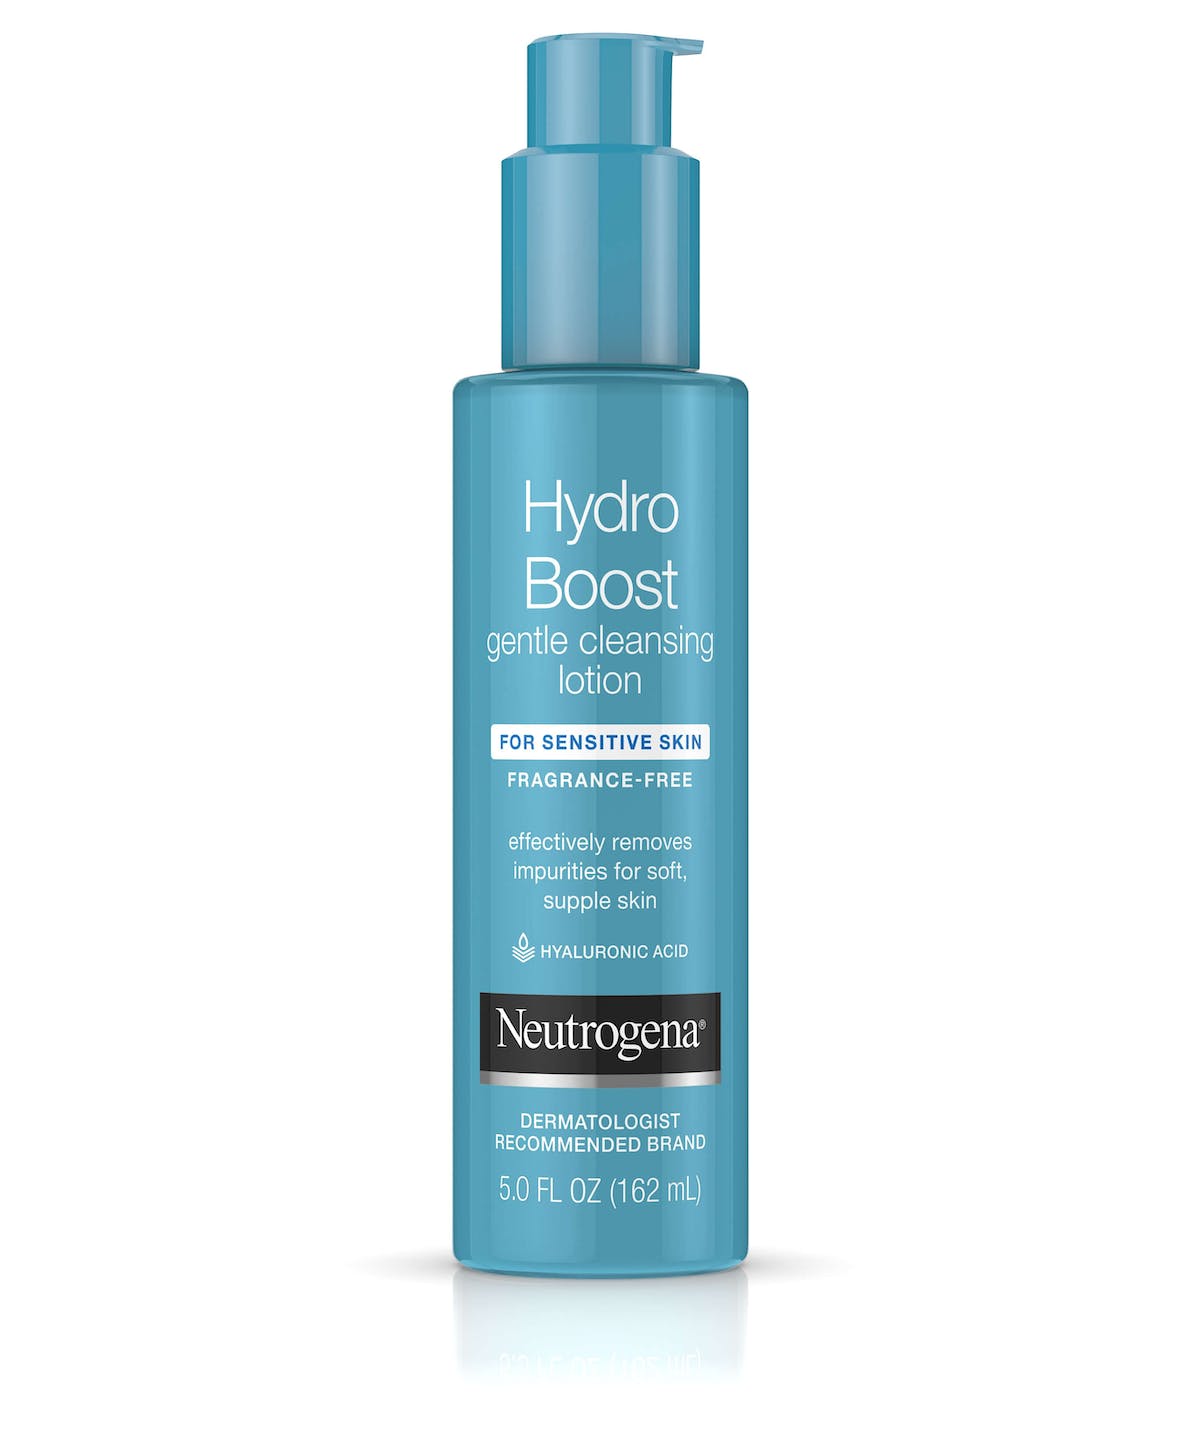 Hydro
Boost
gentle cleansing
lotion
FOR SENSITIVE SKIN
FRAGRANCE-FREE
effectively removes
impurities for soft,
supple skin
HYALURONIC ACID
Neutrogena®
DERMATOLOGIST
RECOMMENDED BRAND
5.0 FL OZ (162 mL)